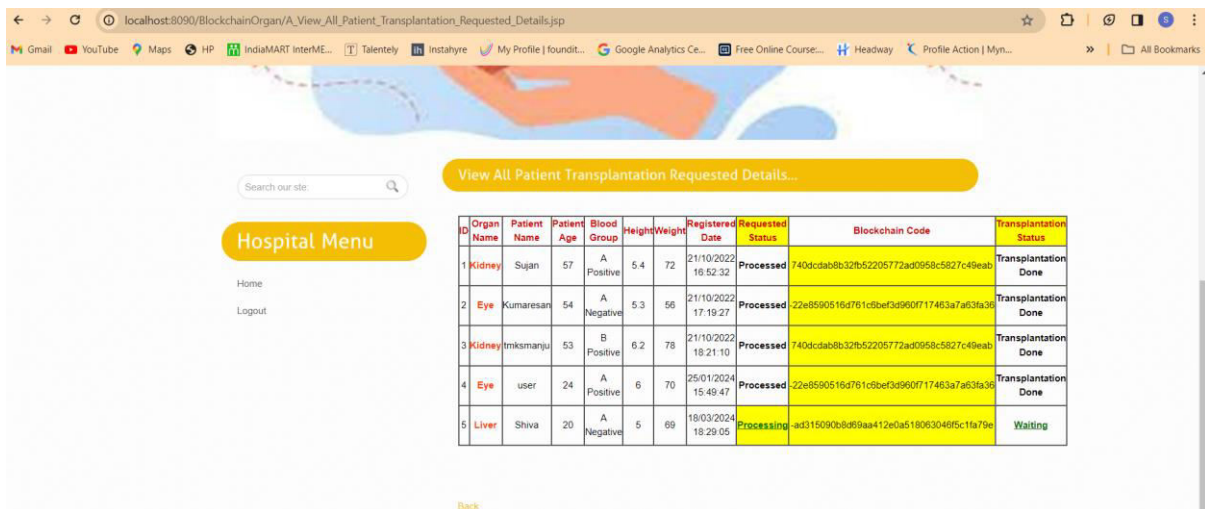 localhost:8090/BlockchainOrgan/A_View_All_Patient_Transplantation_Requested_Details.jsp
S
Gmail YouTube Maps HP IndiaMART InterME... Talentely Instahyre My Profile | foundit... Google Analytics Ce... Free Online Course:... Headway Profile Action | Myn... » All Bookmarks
Search our site:
View All Patient Transplantation Requested Details...
Hospital Menu
Home
Logout
ID Organ Name Patient Name Patient Age Blood Group Height Weight Registered Date Requested Status Blockchain Code Transplantation Status
1 Kidney Sujan 57 A Positive 5.4 72 21/10/2022 16:52:32 Processed 740dcdab8b32fb52205772ad0958c5827c49eab Transplantation Done
2 Eye Kumaresan 54 A Negative 5.3 56 21/10/2022 17:19:27 Processed -22e8590516d761c6bef3d960f717463a7a63fa36 Transplantation Done
3 Kidney tmksmanju 53 B Positive 6.2 78 21/10/2022 18:21:10 Processed 740dcdab8b32fb52205772ad0958c5827c49eab Transplantation Done
4 Eye user 24 A Positive 6 70 25/01/2024 15:49:47 Processed -22e8590516d761c6bef3d960f717463a7a63fa36 Transplantation Done
5 Liver Shiva 20 A Negative 5 69 18/03/2024 18:29:05 Processing -ad315090b8d69aa412e0a518063046f5c1fa79e Waiting
Back